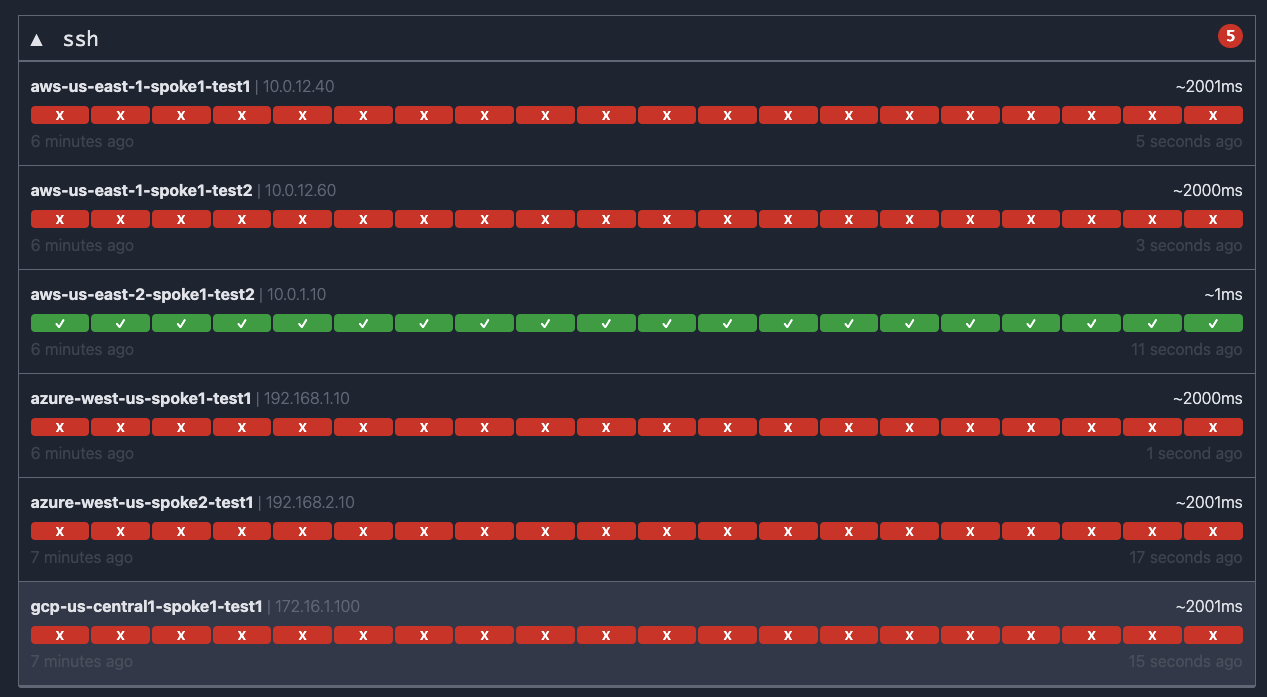 ▲ ssh 5
aws-us-east-1-spoke1-test1 | 10.0.12.40 ~2001ms
x x x x x x x x x x x x x x x x x x x x
6 minutes ago 5 seconds ago
aws-us-east-1-spoke1-test2 | 10.0.12.60 ~2000ms
x x x x x x x x x x x x x x x x x x x x
6 minutes ago 3 seconds ago
aws-us-east-2-spoke1-test2 | 10.0.1.10 ~1ms
✓ ✓ ✓ ✓ ✓ ✓ ✓ ✓ ✓ ✓ ✓ ✓ ✓ ✓ ✓ ✓ ✓ ✓ ✓ ✓
6 minutes ago 11 seconds ago
azure-west-us-spoke1-test1 | 192.168.1.10 ~2000ms
x x x x x x x x x x x x x x x x x x x x
6 minutes ago 1 second ago
azure-west-us-spoke2-test1 | 192.168.2.10 ~2001ms
x x x x x x x x x x x x x x x x x x x x
7 minutes ago 17 seconds ago
gcp-us-central1-spoke1-test1 | 172.16.1.100 ~2001ms
x x x x x x x x x x x x x x x x x x x x
7 minutes ago 15 seconds ago